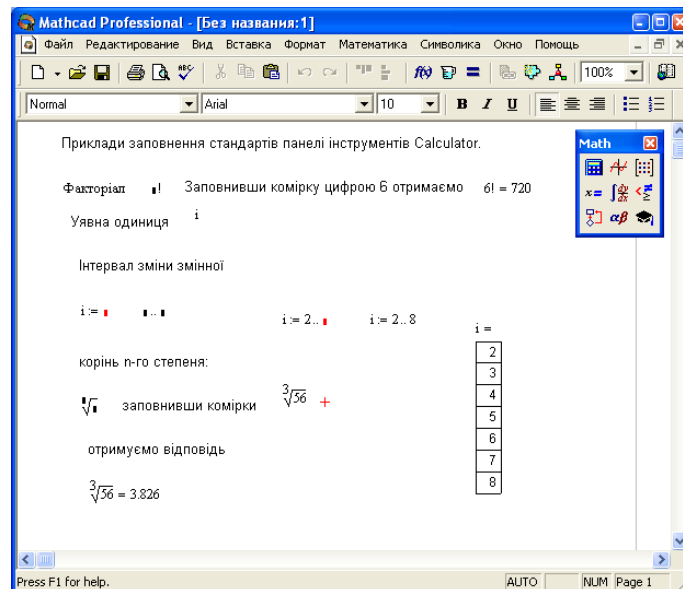 Mathcad Professional - [Без названия:1]
Файл Редактирование Вид Вставка Формат Математика Символика Окно Помощь
100%
Normal Arial 10 B I U
Приклади заповнення стандартів панелі інструментів Calculator.
Math
Факторіал ∎! Заповнивши комірку цифрою 6 отримаємо 6! = 720
Уявна одиниця i
Інтервал зміни змінної
i := ∎ ∎..∎ i := 2..∎ i := 2..8 i =
2
3
4
5
6
7
8
корінь n-го степеня:
∎√∎ заповнивши комірки ³√56
отримуємо відповідь
³√56 = 3.826
Press F1 for help. AUTO NUM Page 1